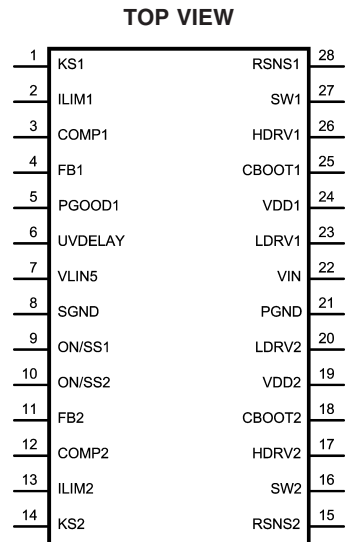 TOP VIEW
1 KS1 RSNS1 28
2 ILIM1 SW1 27
3 COMP1 HDRV1 26
4 FB1 CBOOT1 25
5 PGOOD1 VDD1 24
6 UVDELAY LDRV1 23
7 VLIN5 VIN 22
8 SGND PGND 21
9 ON/SS1 LDRV2 20
10 ON/SS2 VDD2 19
11 FB2 CBOOT2 18
12 COMP2 HDRV2 17
13 ILIM2 SW2 16
14 KS2 RSNS2 15